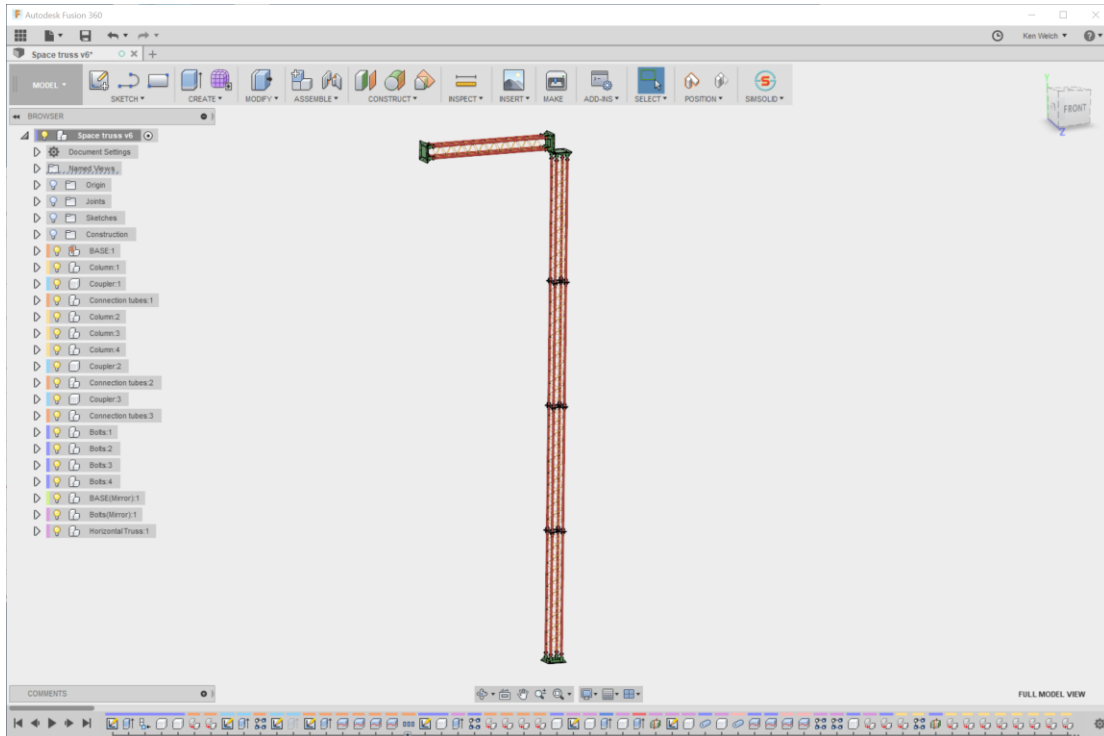 Autodesk Fusion 360
Ken Welch
Space truss v6*
MODEL
SKETCH
CREATE
MODIFY
ASSEMBLE
CONSTRUCT
INSPECT
INSERT
MAKE
ADD-INS
SELECT
POSITION
SIMSOLID
BROWSER
Space truss v6
Document Settings
Named Views
Origin
Joints
Sketches
Construction
BASE:1
Column:1
Coupler:1
Connection tubes:1
Column:2
Column:3
Column:4
Coupler:2
Connection tubes:2
Coupler:3
Connection tubes:3
Bolts:1
Bolts:2
Bolts:3
Bolts:4
BASE(Mirror):1
Bolts(Mirror):1
Horizontal Truss:1
Y
FRONT
Z
COMMENTS
FULL MODEL VIEW